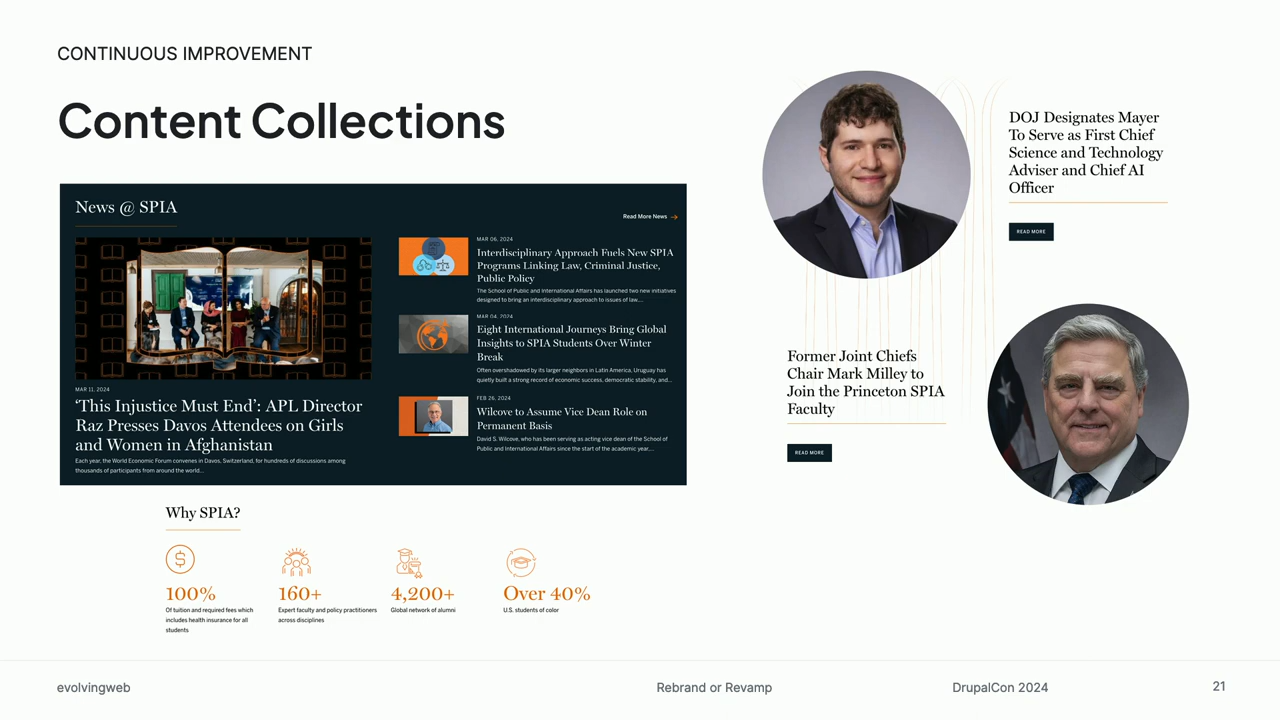 CONTINUOUS IMPROVEMENT
Content Collections
News @ SPIA
Read More News
MAR 11, 2024
‘This Injustice Must End’: APL Director
Raz Presses Davos Attendees on Girls
and Women in Afghanistan
Each year, the World Economic Forum convenes in Davos, Switzerland, for hundreds of discussions among
thousands of participants from around the world...
MAR 06, 2024
Interdisciplinary Approach Fuels New SPIA
Programs Linking Law, Criminal Justice,
Public Policy
The School of Public and International Affairs has launched two new initiatives
designed to bring an interdisciplinary approach to issues of law,...
MAR 04, 2024
Eight International Journeys Bring Global
Insights to SPIA Students Over Winter
Break
Often overshadowed by its larger neighbors in Latin America, Uruguay has
quietly built a strong record of economic success, democratic stability, and...
FEB 26, 2024
Wilcove to Assume Vice Dean Role on
Permanent Basis
David S. Wilcove, who has been serving as acting vice dean of the School of
Public and International Affairs since the start of the academic year,...
Why SPIA?
100%
Of tuition and required fees which
includes health insurance for all
students
160+
Expert faculty and policy practitioners
across disciplines
4,200+
Global network of alumni
Over 40%
U.S. students of color
DOJ Designates Mayer
To Serve as First Chief
Science and Technology
Adviser and Chief AI
Officer
READ MORE
Former Joint Chiefs
Chair Mark Milley to
Join the Princeton SPIA
Faculty
READ MORE
evolvingweb
Rebrand or Revamp
DrupalCon 2024
21